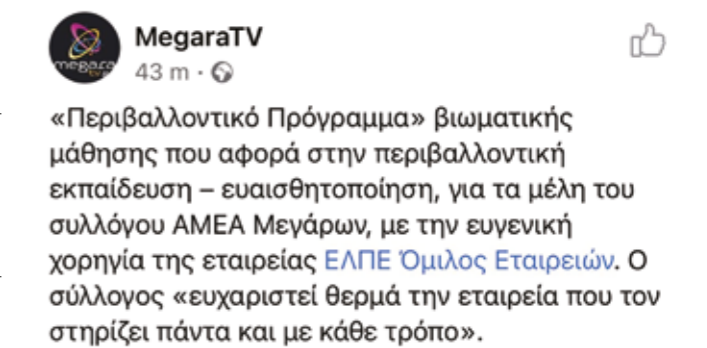 MegaraTV
43 m ·
«Περιβαλλοντικό Πρόγραμμα» βιωματικής
μάθησης που αφορά στην περιβαλλοντική
εκπαίδευση – ευαισθητοποίηση, για τα μέλη του
συλλόγου ΑΜΕΑ Μεγάρων, με την ευγενική
χορηγία της εταιρείας ΕΛΠΕ Όμιλος Εταιρειών. Ο
σύλλογος «ευχαριστεί θερμά την εταιρεία που τον
στηρίζει πάντα και με κάθε τρόπο».
megara